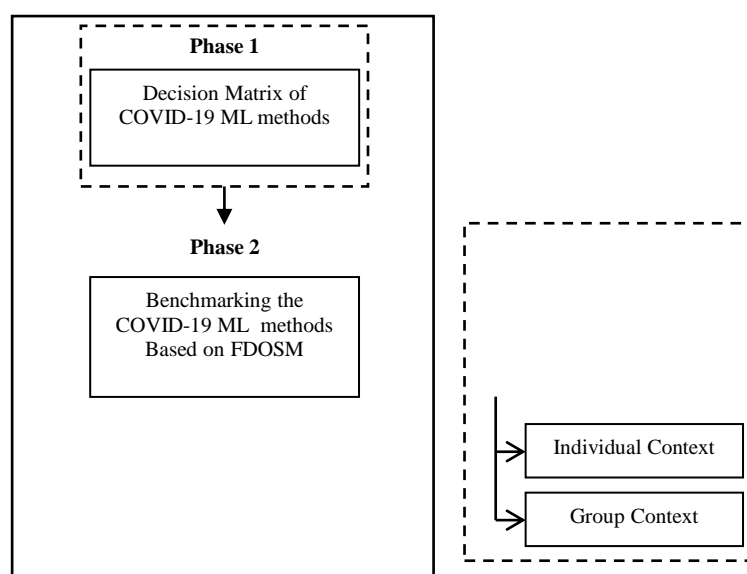 Phase 1
Decision Matrix of
COVID-19 ML methods
Phase 2
Benchmarking the
COVID-19 ML methods
Based on FDOSM
Individual Context
Group Context